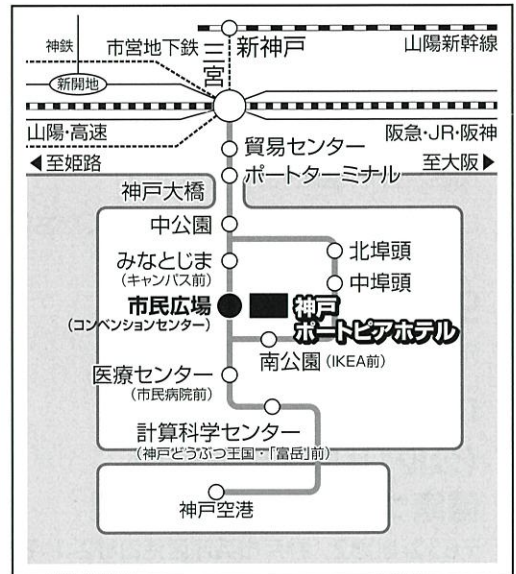 神鉄
市営地下鉄
三宮
新神戸
山陽新幹線
新開地
山陽・高速
阪急・JR・阪神
◀至姫路
至大阪▶
貿易センター
ポートターミナル
神戸大橋
中公園
北埠頭
みなとじま
(キャンパス前)
中埠頭
市民広場
(コンベンションセンター)
神戸
ポートピアホテル
南公園 (IKEA前)
医療センター
(市民病院前)
計算科学センター
(神戸どうぶつ王国・「富岳」前)
神戸空港